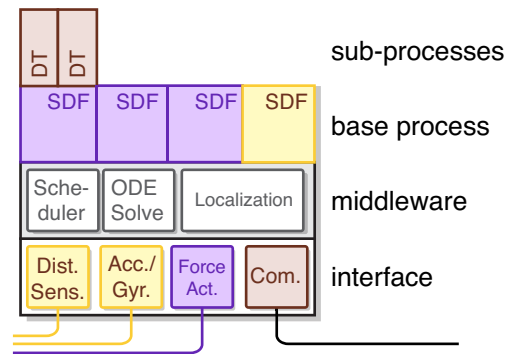 DT DT
sub-processes
SDF SDF SDF SDF
base process
Sche-
duler
ODE
Solve
Localization
middleware
Dist.
Sens.
Acc./
Gyr.
Force
Act.
Com.
interface